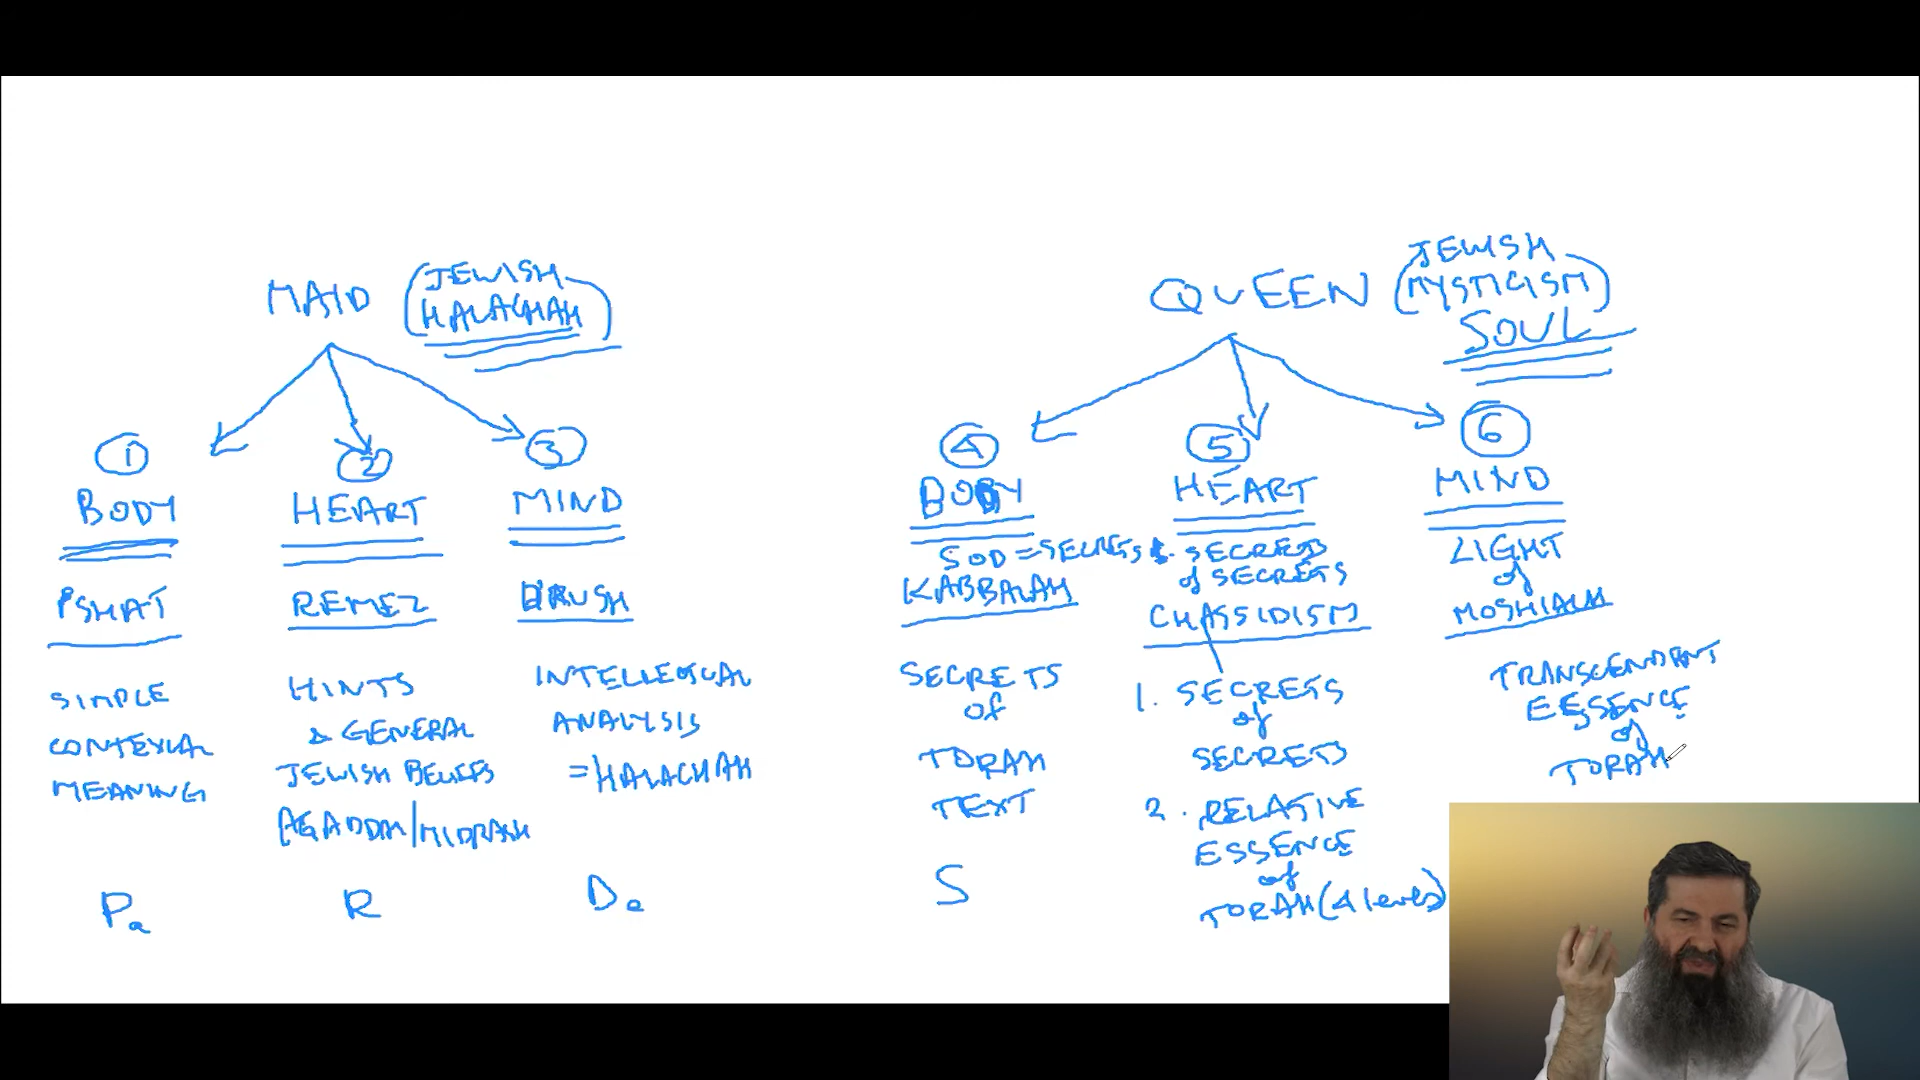 MAID
(JEWISH
HALACHAH)
1
BODY
PSHAT
SIMPLE
CONTEXUAL
MEANING
Pa
2
HEART
REMEZ
HINTS
& GENERAL
JEWISH BELIEFS
AGADDAH/MIDRASH
R
3
MIND
DRUSH
INTELLECTUAL
ANALYSIS
=HALACHAH
De
QUEEN
(JEWISH
MYSTICISM)
SOUL
4
BODY
SOD = SECRETS
KABBALAH
SECRETS
of
TORAH
TEXT
S
5
HEART
1. SECRETS
of SECRETS
CHASSIDISM
1. SECRETS
of
SECRETS
2. RELATIVE
ESSENCE
of
TORAH (4 levels)
6
MIND
LIGHT
of
MOSHIACH
TRANSCENDANT
ESSENCE
of
TORAH